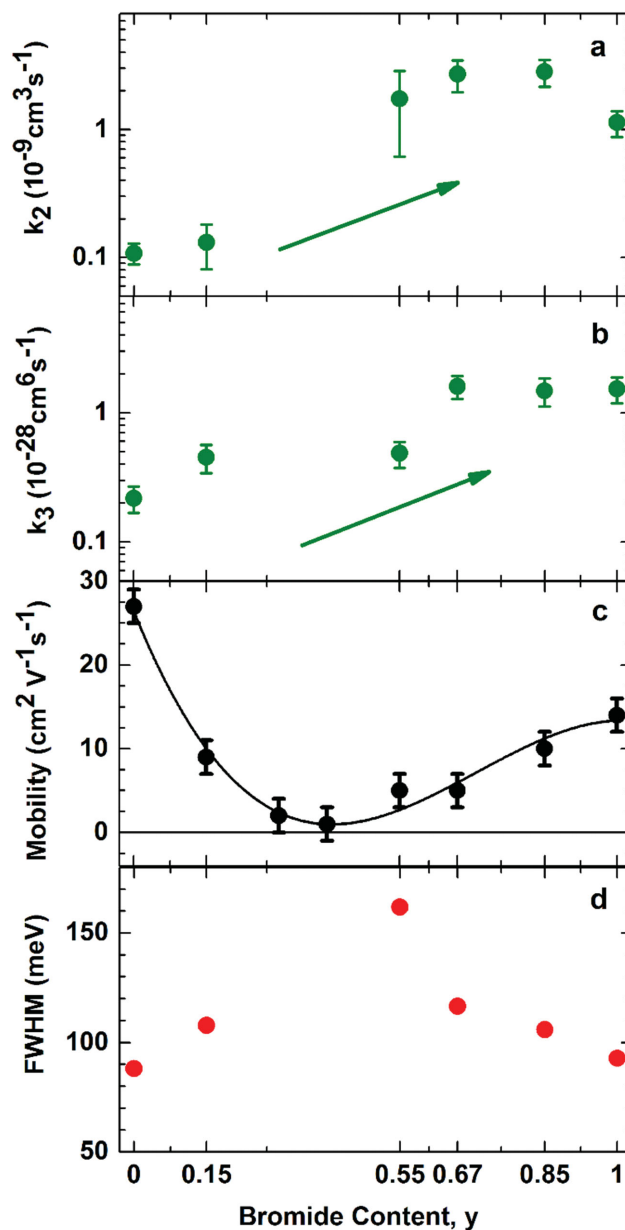 a
k₂ (10⁻⁹cm³s⁻¹)
1
0.1
b
k₃ (10⁻²⁸cm⁶s⁻¹)
1
0.1
c
Mobility (cm² V⁻¹s⁻¹)
30
20
10
0
d
FWHM (meV)
150
100
50
0 0.15 0.55 0.67 0.85 1
Bromide Content, y